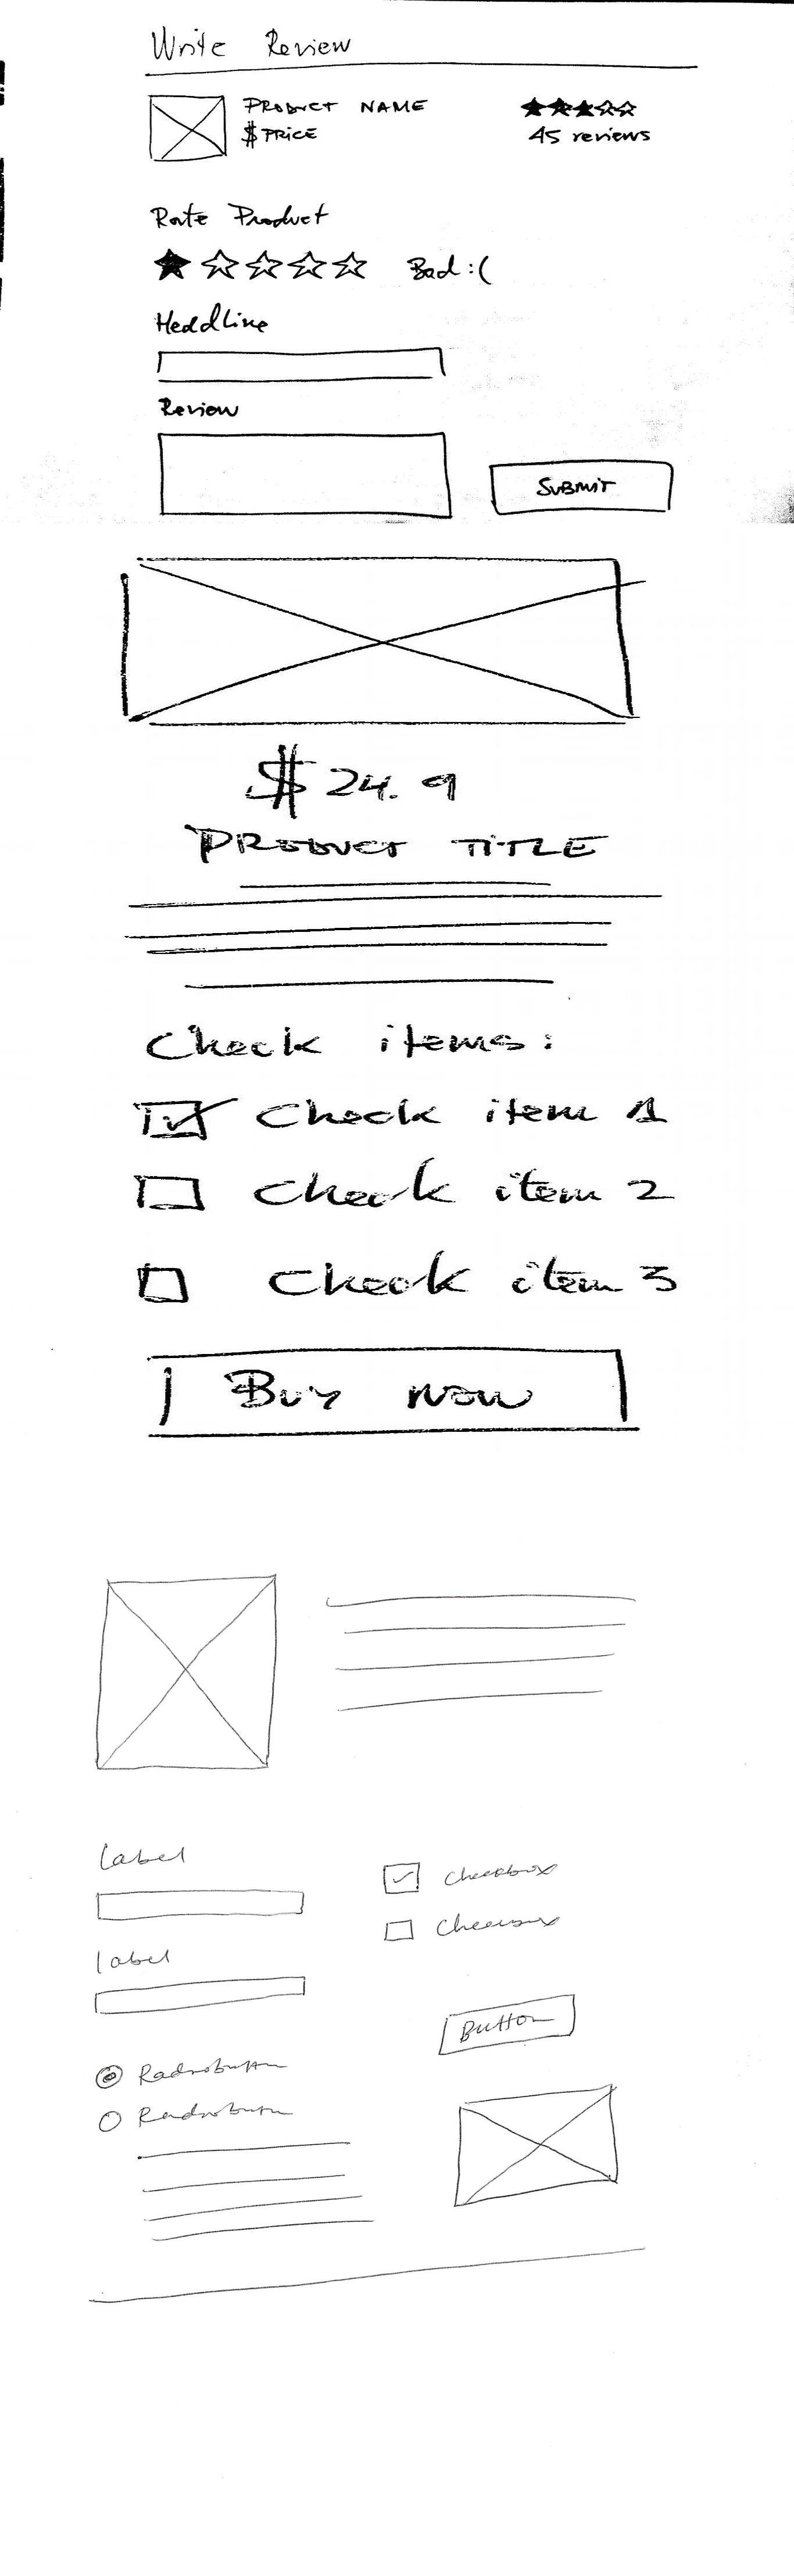 Write Review
PRODUCT NAME
$ PRICE
45 reviews
Rate Product
Bad :(
Headline
Review
SUBMIT
$ 24.9
PRODUCT TITLE
Check items:
Check item 1
Check item 2
Check item 3
Buy now
Label
Checkbox
Checkbox
label
Button
Radiobutton
Radiobutton